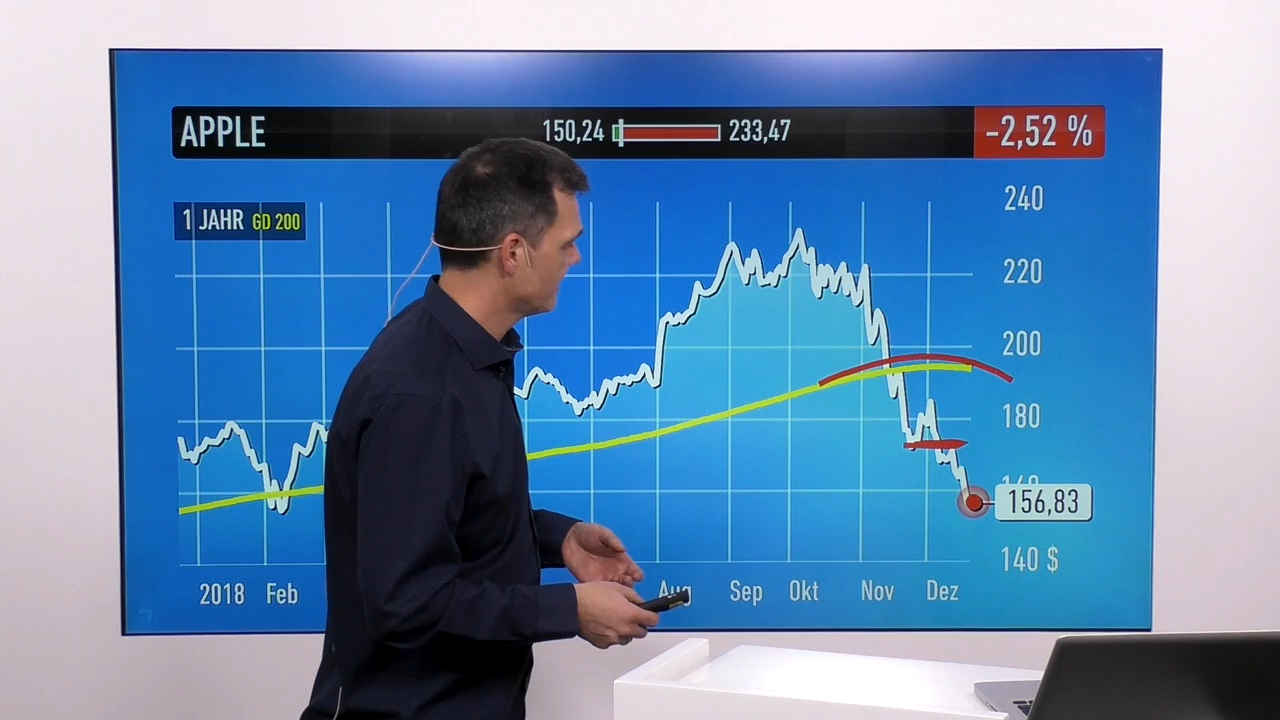 APPLE 150,24 233,47 -2,52 %
1 JAHR GD 200
240
220
200
180
156,83
140 $
2018 Feb Aug Sep Okt Nov Dez